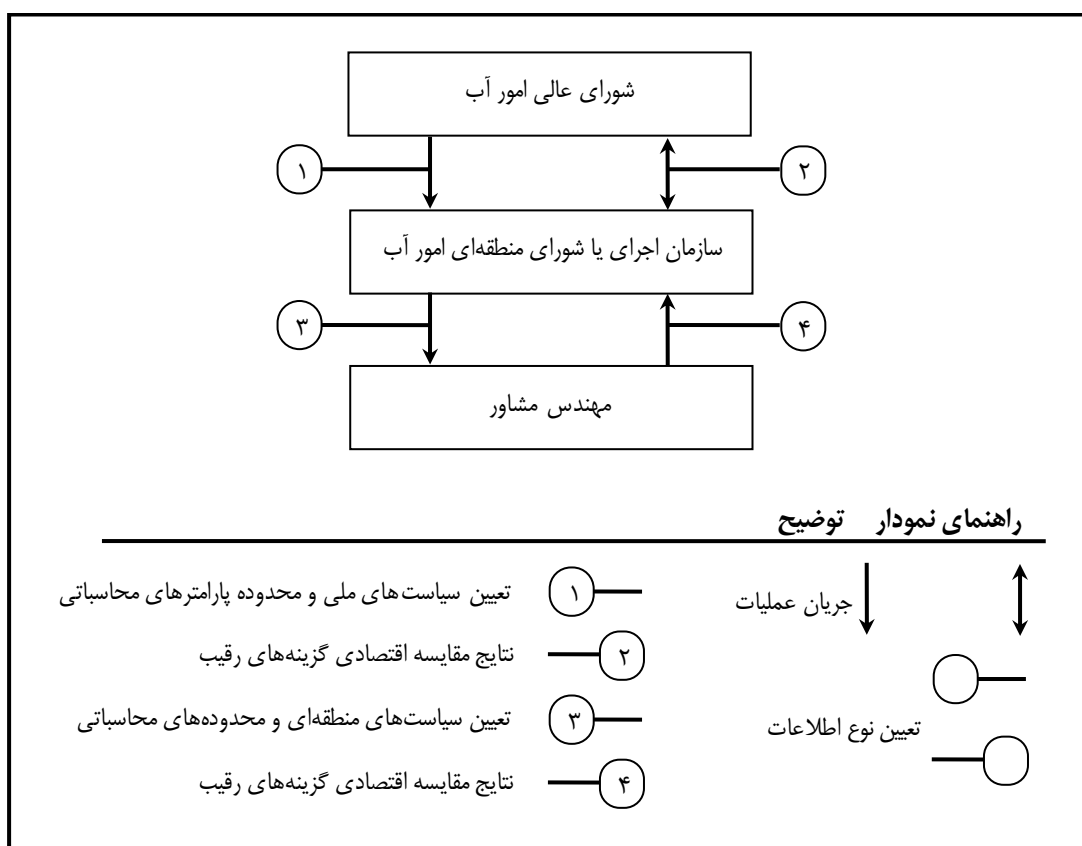 شورای عالی امور آب
۱
۲
سازمان اجرای یا شورای منطقه‌ای امور آب
۳
۴
مهندس مشاور
راهنمای نمودار توضیح
جریان عملیات
تعیین نوع اطلاعات
۱ تعیین سیاست‌های ملی و محدوده پارامترهای محاسباتی
۲ نتایج مقایسه اقتصادی گزینه‌های رقیب
۳ تعیین سیاست‌های منطقه‌ای و محدوده‌های محاسباتی
۴ نتایج مقایسه اقتصادی گزینه‌های رقیب